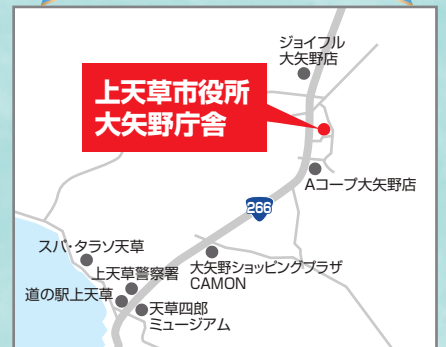 ジョイフル
大矢野店
上天草市役所
大矢野庁舎
Aコープ大矢野店
266
スパ・タラソ天草
上天草警察署
大矢野ショッピングプラザ
CAMON
道の駅上天草
天草四郎
ミュージアム